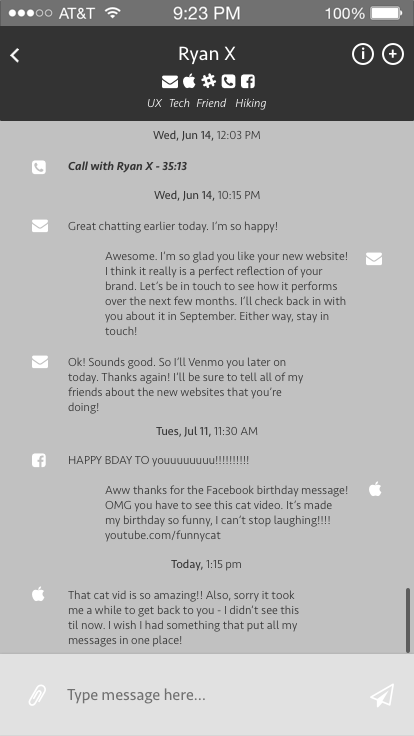 AT&T 9:23 PM 100%
Ryan X
UX Tech Friend Hiking
Wed, Jun 14, 12:03 PM
Call with Ryan X - 35:13
Wed, Jun 14, 10:15 PM
Great chatting earlier today. I'm so happy!
Awesome. I'm so glad you like your new website!
I think it really is a perfect reflection of your
brand. Let's be in touch to see how it performs
over the next few months. I'll check back in with
you about it in September. Either way, stay in
touch!
Ok! Sounds good. So I'll Venmo you later on
today. Thanks again! I'll be sure to tell all of my
friends about the new websites that you're
doing!
Tues, Jul 11, 11:30 AM
HAPPY BDAY TO youuuuuuuu!!!!!!!!!!
Aww thanks for the Facebook birthday message!
OMG you have to see this cat video. It's made
my birthday so funny, I can't stop laughing!!!!
youtube.com/funnycat
Today, 1:15 pm
That cat vid is so amazing!! Also, sorry it took
me a while to get back to you - I didn't see this
til now. I wish I had something that put all my
messages in one place!
Type message here...